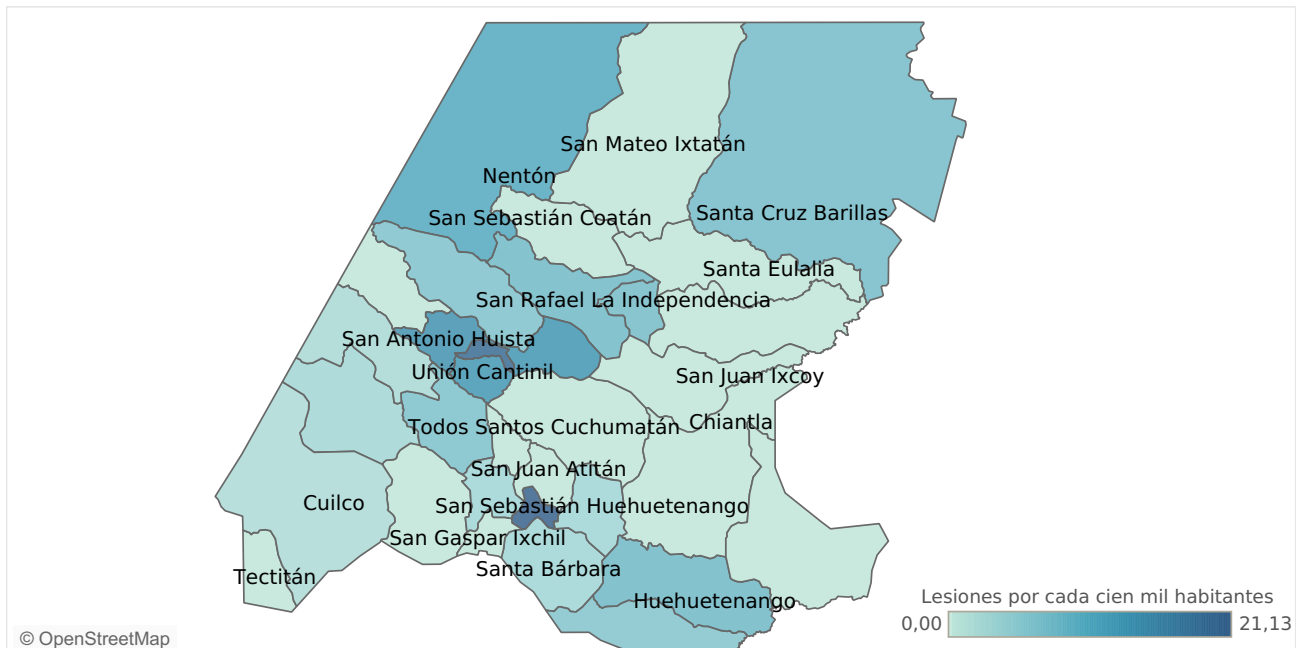 San Mateo Ixtatán
Nentón
San Sebastián Coatán
Santa Cruz Barillas
Santa Eulalia
San Rafael La Independencia
San Antonio Huista
Unión Cantinil
San Juan Ixcoy
Chiantla
Todos Santos Cuchumatán
San Juan Atitán
Cuilco
San Sebastián Huehuetenango
San Gaspar Ixchil
Santa Bárbara
Tectitán
Huehuetenango
Lesiones por cada cien mil habitantes
0,00 21,13
© OpenStreetMap